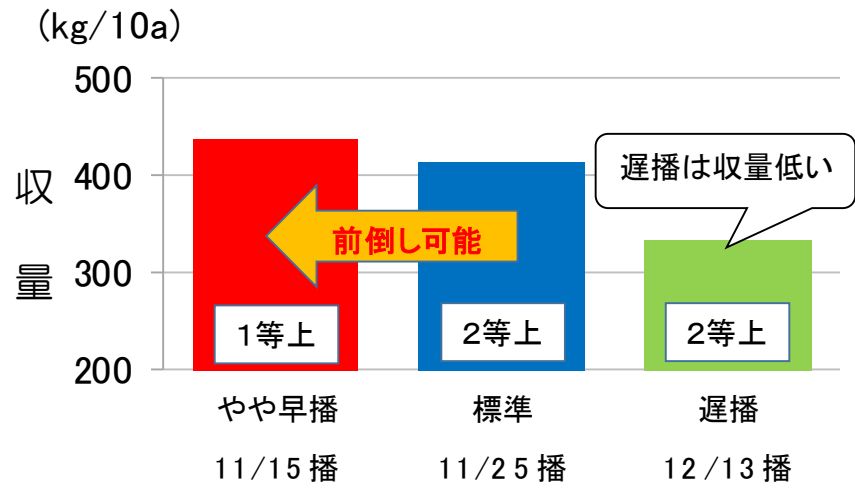 (kg/10a)
500
400
300
200
収量
遅播は収量低い
前倒し可能
1等上
2等上
2等上
やや早播
標準
遅播
11/15播
11/25播
12/13播